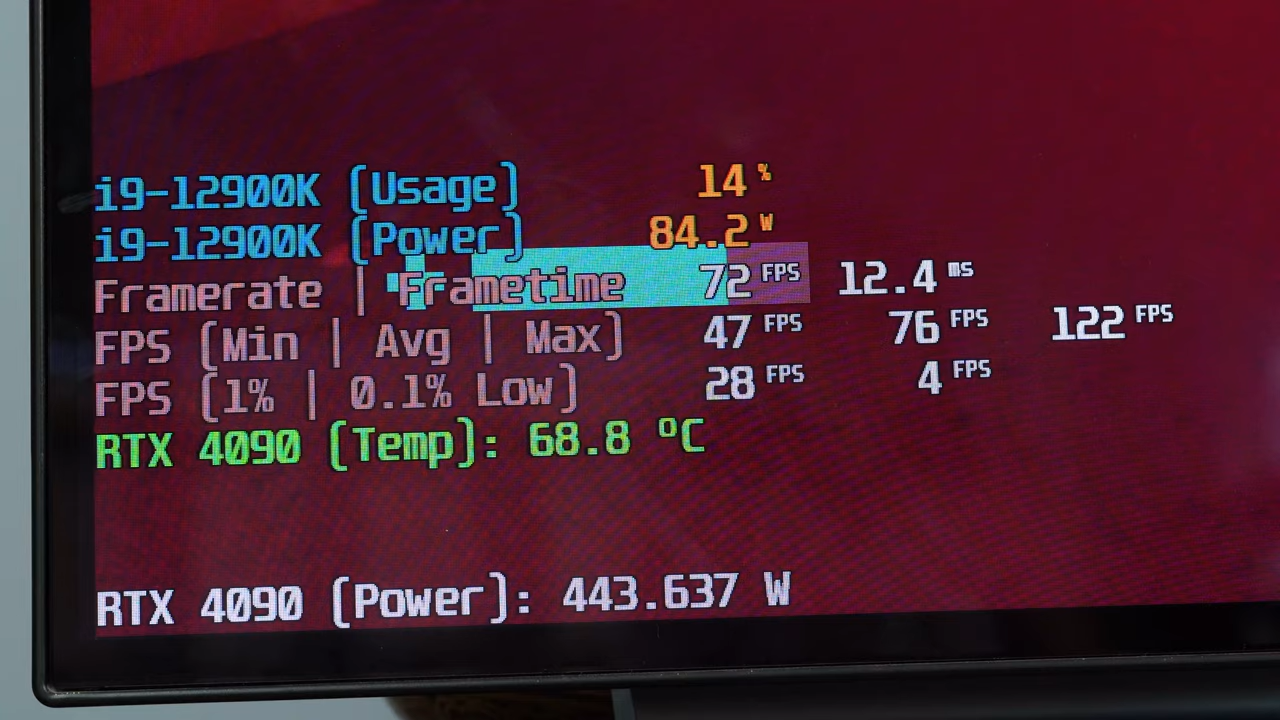 i9-12900K [Usage] 14 %
i9-12900K [Power] 84.2 W
Framerate | Frametime 72 FPS 12.4 ms
FPS [Min | Avg | Max] 47 FPS 76 FPS 122 FPS
FPS [1% | 0.1% Low] 28 FPS 4 FPS
RTX 4090 [Temp]: 68.8 ºC
RTX 4090 [Power]: 443.637 W